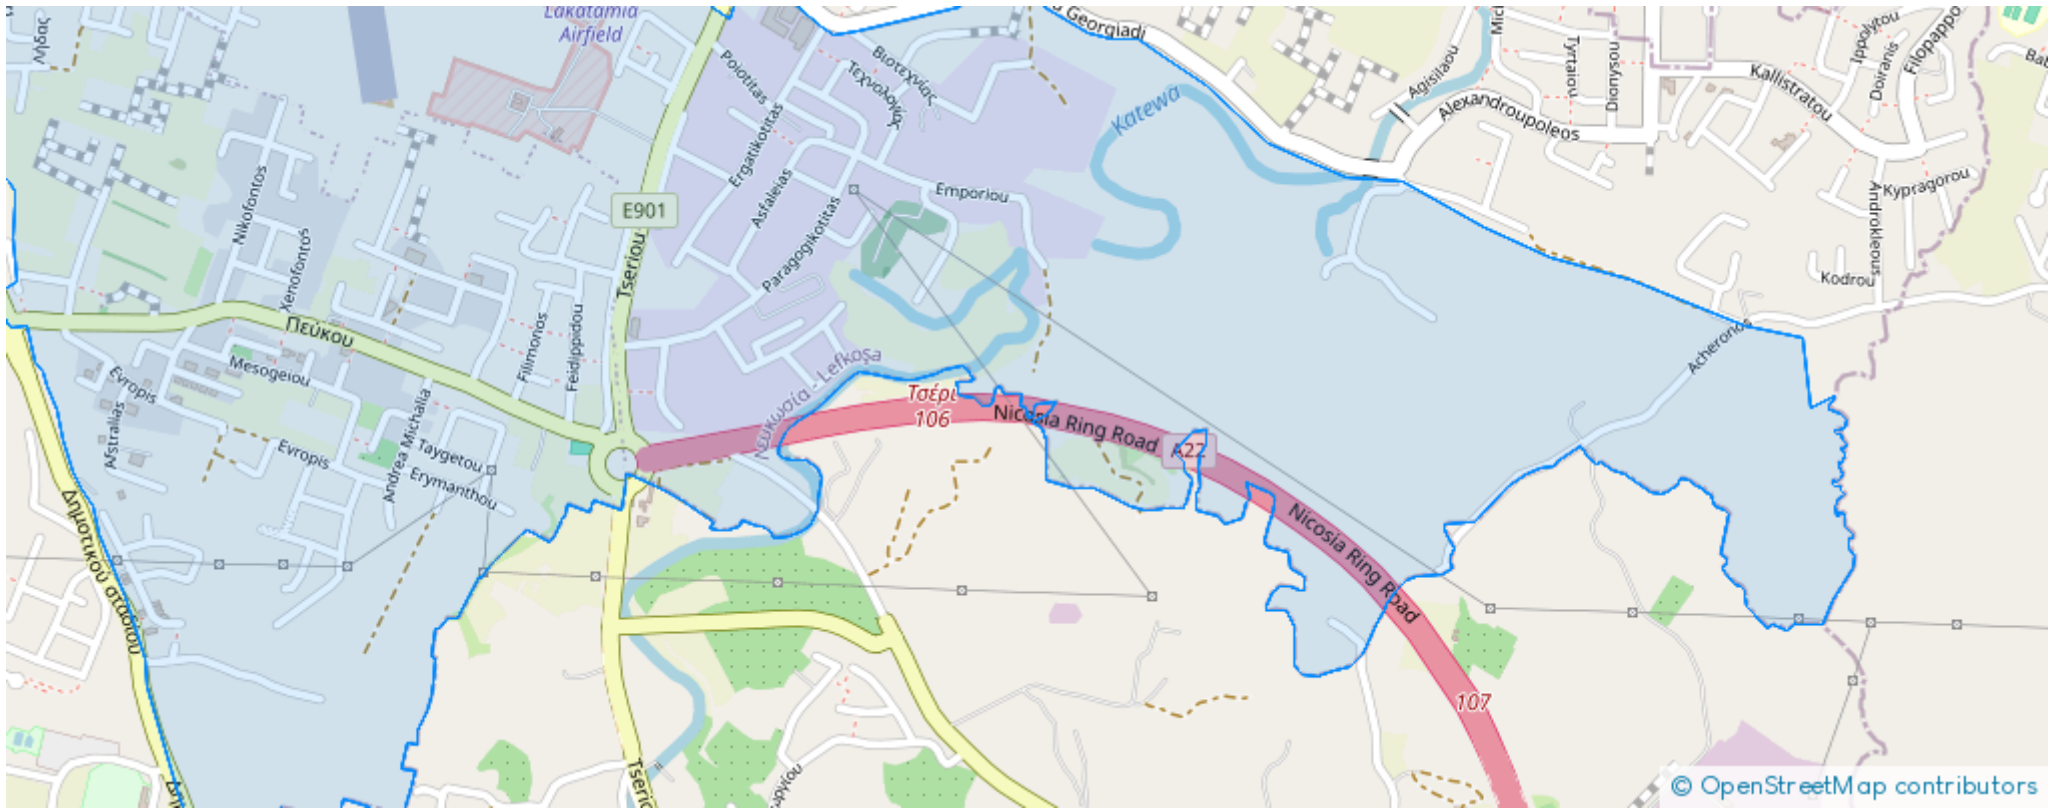 Lakatamia
Airfield
Νήδας
Poiotitas
Βιοτεχνίας
Τεχνολογίας
Ergatikotitas
Asfaleias
Paragogikotitas
Emporiou
Georgiadi
Katewa
Agisilaou
Alexandroupoleos
Tyrtaiou
Dionysou
Kallistratou
Ippolytou
Doiranis
Filopappo
Kypragorou
Androkleous
Kodrou
Acheronos
E901
Tseriou
Nikofontos
Xenofontos
Πεύκου
Filimonos
Feidippidou
Mesogeiou
Evropis
Afstralias
Evropis
Andrea Michalia
Taygetou
Erymanthou
Δημοτικού σταδίου
Λευκωσία - Lefkoşa
Τσέρι
106
Nicosia Ring Road
A22
Nicosia Ring Road
107
© OpenStreetMap contributors